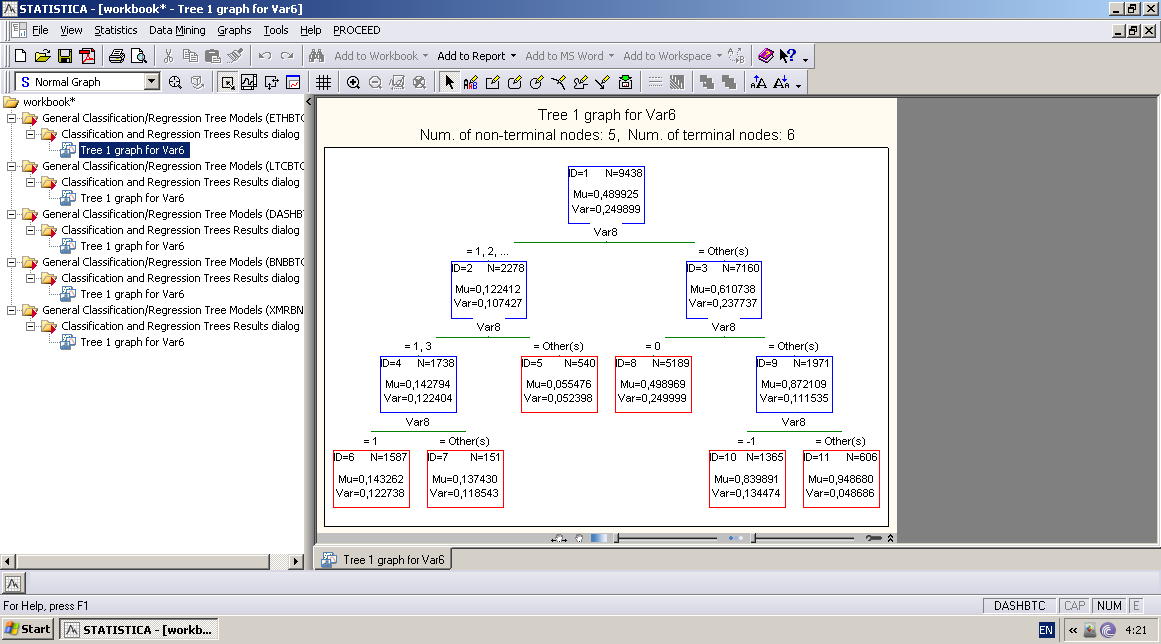 STATISTICA - [workbook* - Tree 1 graph for Var6]
File View Statistics Data Mining Graphs Tools Help PROCEED
Add to Workbook Add to Report Add to MS Word Add to Workspace
S Normal Graph
workbook*
General Classification/Regression Tree Models (ETHBTC
Classification and Regression Trees Results dialog
Tree 1 graph for Var6
General Classification/Regression Tree Models (LTCBTC
Classification and Regression Trees Results dialog
Tree 1 graph for Var6
General Classification/Regression Tree Models (DASHBT
Classification and Regression Trees Results dialog
Tree 1 graph for Var6
General Classification/Regression Tree Models (BNBBTC
Classification and Regression Trees Results dialog
Tree 1 graph for Var6
General Classification/Regression Tree Models (XMRBN
Classification and Regression Trees Results dialog
Tree 1 graph for Var6
Tree 1 graph for Var6
Num. of non-terminal nodes: 5, Num. of terminal nodes: 6
ID=1 N=9438
Mu=0,489925
Var=0,249899
Var8
= 1, 2, ... = Other(s)
ID=2 N=2278 ID=3 N=7160
Mu=0,122412 Mu=0,610738
Var=0,107427 Var=0,237737
Var8 Var8
= 1, 3 = Other(s) = 0 = Other(s)
ID=4 N=1738 ID=5 N=540 ID=8 N=5189 ID=9 N=1971
Mu=0,142794 Mu=0,055476 Mu=0,498969 Mu=0,872109
Var=0,122404 Var=0,052398 Var=0,249999 Var=0,111535
Var8 Var8
= 1 = Other(s) = -1 = Other(s)
ID=6 N=1587 ID=7 N=151 ID=10 N=1365 ID=11 N=606
Mu=0,143262 Mu=0,137430 Mu=0,839891 Mu=0,948680
Var=0,122738 Var=0,118543 Var=0,134474 Var=0,048686
Tree 1 graph for Var6
For Help, press F1 DASHBTC CAP NUM E
Start STATISTICA - [workb... EN « 4:21